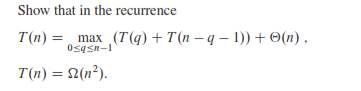 Show that in the recurrence
T(n) = max (T(q) + T(n − q − 1)) + Θ(n) .
0≤q≤n−1
T(n) = Ω(n²).